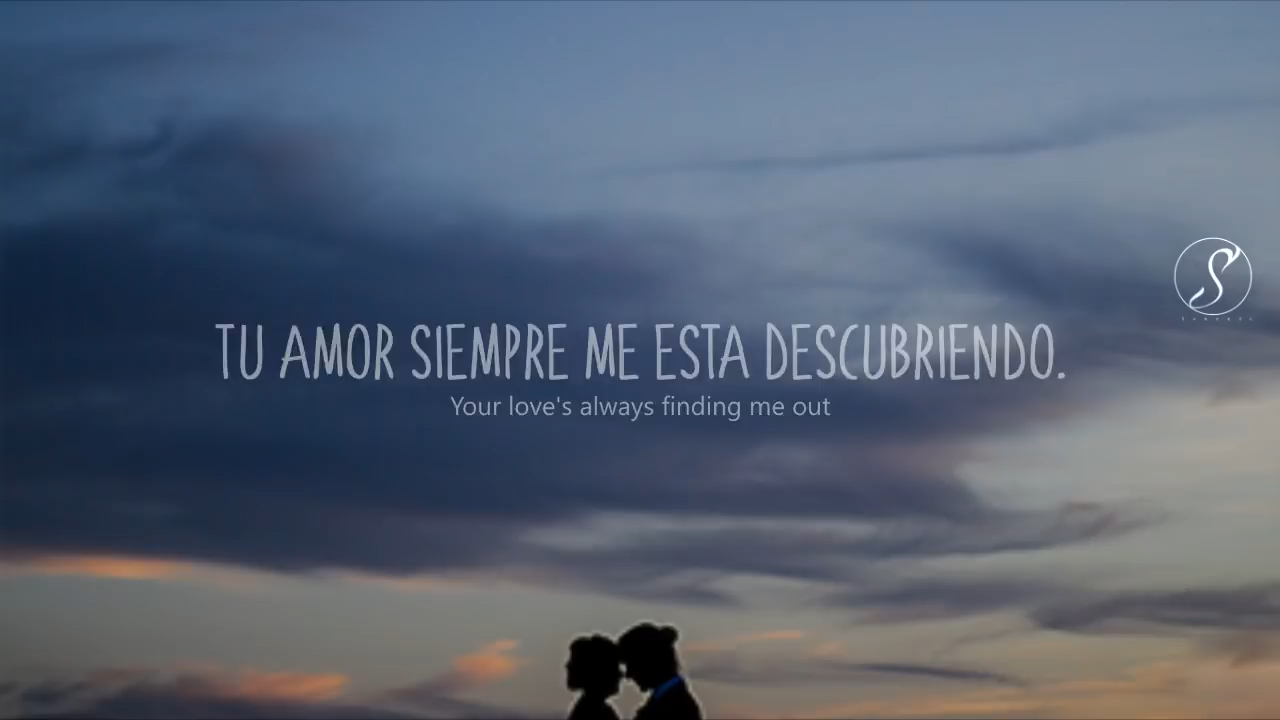 TU AMOR SIEMPRE ME ESTA DESCUBRIENDO.
Your love's always finding me out
S